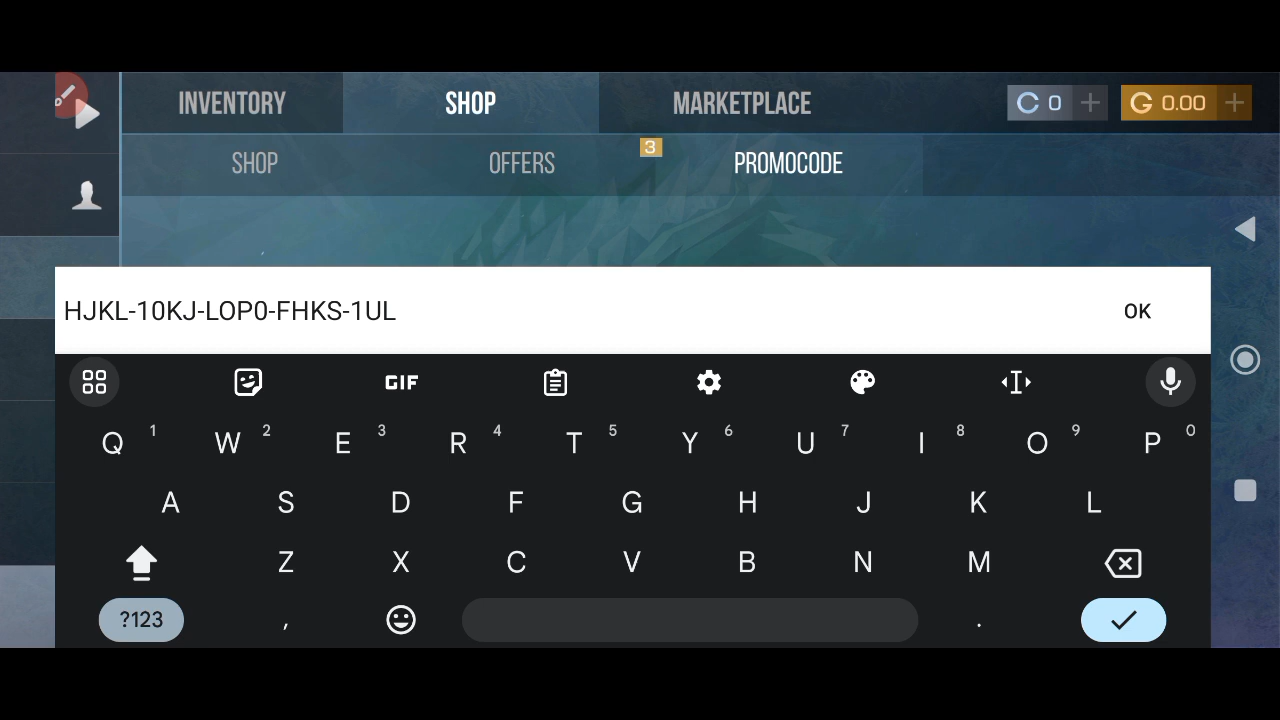 INVENTORY SHOP MARKETPLACE C 0 + G 0.00 +
SHOP OFFERS 3 PROMOCODE
HJKL-10KJ-LOP0-FHKS-1UL OK
GIF
Q 1 W 2 E 3 R 4 T 5 Y 6 U 7 I 8 O 9 P 0
A S D F G H J K L
Z X C V B N M
?123 , .